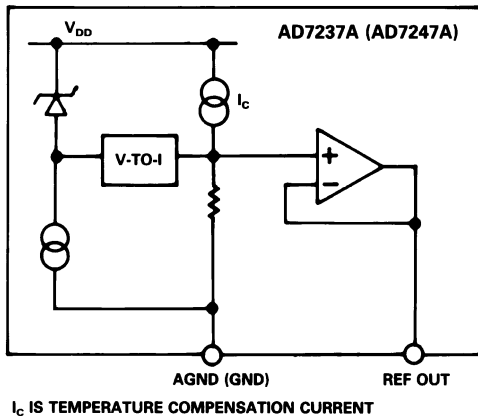 AD7237A (AD7247A)
VDD
IC
V-TO-I
+
−
AGND (GND)
REF OUT
IC IS TEMPERATURE COMPENSATION CURRENT